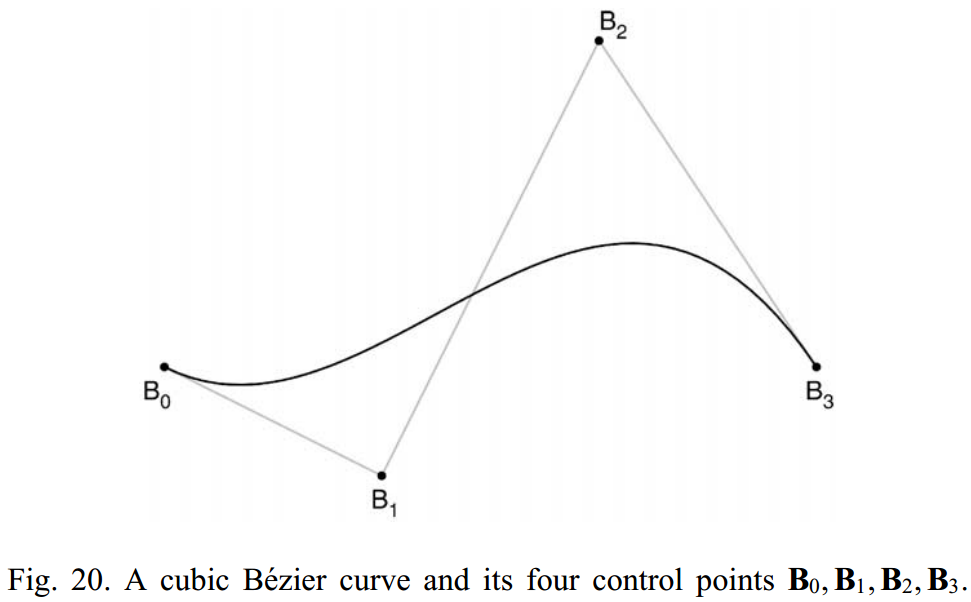 B₂
B₀
B₃
B₁
Fig. 20. A cubic Bézier curve and its four control points B₀, B₁, B₂, B₃.